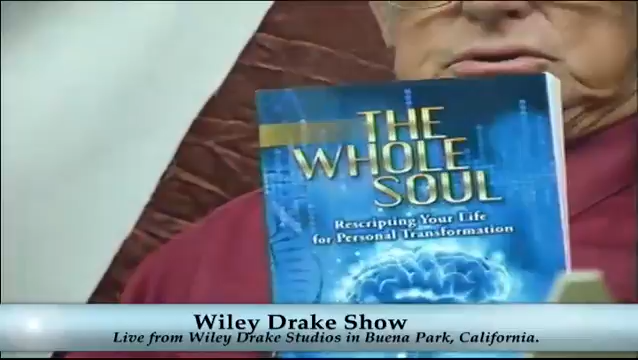 THE
WHOLE
SOUL
Rescripting Your Life
for Personal Transformation
Wiley Drake Show
Live from Wiley Drake Studios in Buena Park, California.